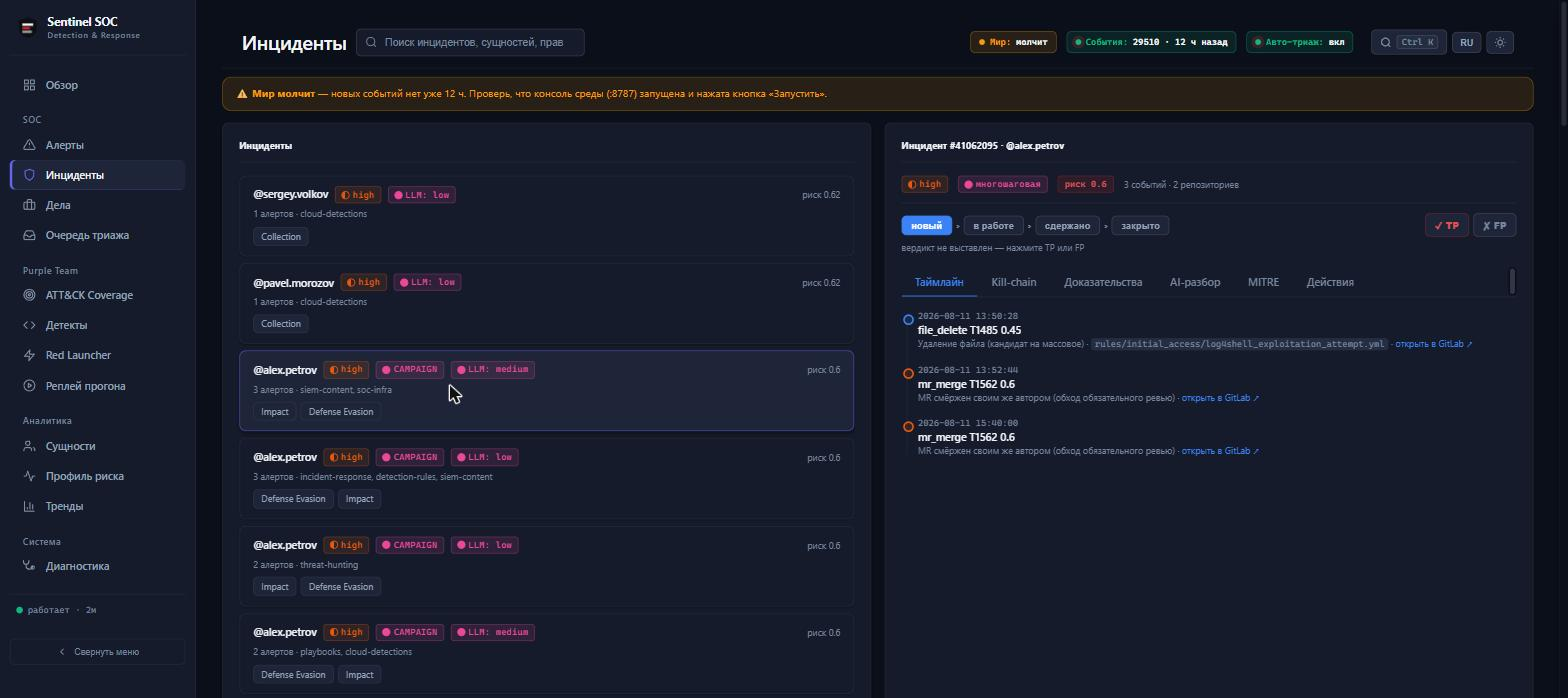 Sentinel SOC
Detection & Response
Обзор
SOC
Алерты
Инциденты
Дела
Очередь триажа
Purple Team
ATT&CK Coverage
Детекты
Red Launcher
Реплей прогона
Аналитика
Сущности
Профиль риска
Тренды
Система
Диагностика
работает · 2м
Свернуть меню
Инциденты
Поиск инцидентов, сущностей, прав
Мир: молчит
События: 29510 · 12 ч назад
Авто-триаж: вкл
Ctrl K
RU
Мир молчит — новых событий нет уже 12 ч. Проверь, что консоль среды (:8787) запущена и нажата кнопка «Запустить».
Инциденты
@sergey.volkov high LLM: low риск 0.62
1 алертов · cloud-detections
Collection
@pavel.morozov high LLM: low риск 0.62
1 алертов · cloud-detections
Collection
@alex.petrov high CAMPAIGN LLM: medium риск 0.6
3 алертов · siem-content, soc-infra
Impact Defense Evasion
@alex.petrov high CAMPAIGN LLM: low риск 0.6
3 алертов · incident-response, detection-rules, siem-content
Defense Evasion Impact
@alex.petrov high CAMPAIGN LLM: low риск 0.6
2 алертов · threat-hunting
Impact Defense Evasion
@alex.petrov high CAMPAIGN LLM: medium риск 0.6
2 алертов · playbooks, cloud-detections
Defense Evasion Impact
Инцидент #41062095 · @alex.petrov
high многошаговая риск 0.6 3 событий · 2 репозиториев
новый › в работе › сдержано › закрыто ✓ TP ✗ FP
вердикт не выставлен — нажмите TP или FP
Таймлайн Kill-chain Доказательства AI-разбор MITRE Действия
2026-08-11 13:50:28
file_delete T1485 0.45
Удаление файла (кандидат на массовое) · rules/initial_access/log4shell_exploitation_attempt.yml · открыть в GitLab ↗
2026-08-11 13:52:44
mr_merge T1562 0.6
MR смёржен своим же автором (обход обязательного ревью) · открыть в GitLab ↗
2026-08-11 15:40:00
mr_merge T1562 0.6
MR смёржен своим же автором (обход обязательного ревью) · открыть в GitLab ↗